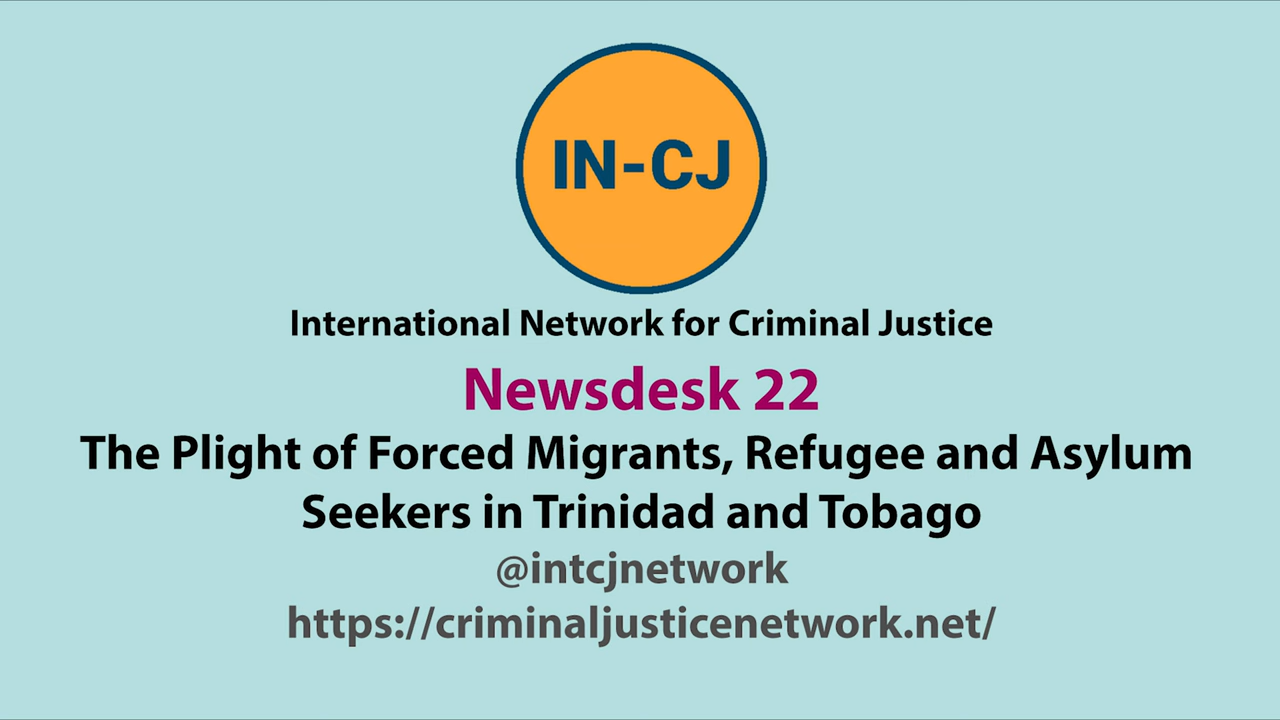 IN-CJ
International Network for Criminal Justice
Newsdesk 22
The Plight of Forced Migrants, Refugee and Asylum
Seekers in Trinidad and Tobago
@intcjnetwork
https://criminaljusticenetwork.net/